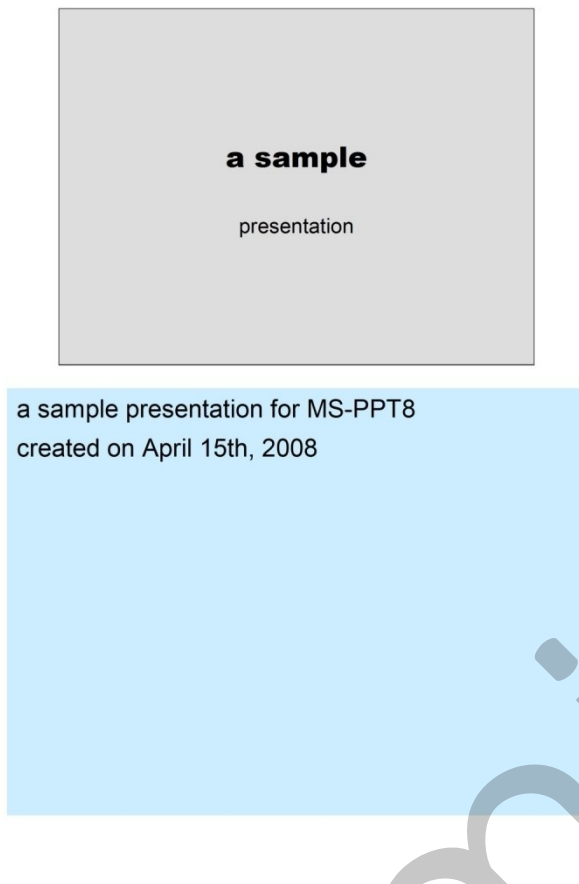 a sample
presentation
a sample presentation for MS-PPT8
created on April 15th, 2008